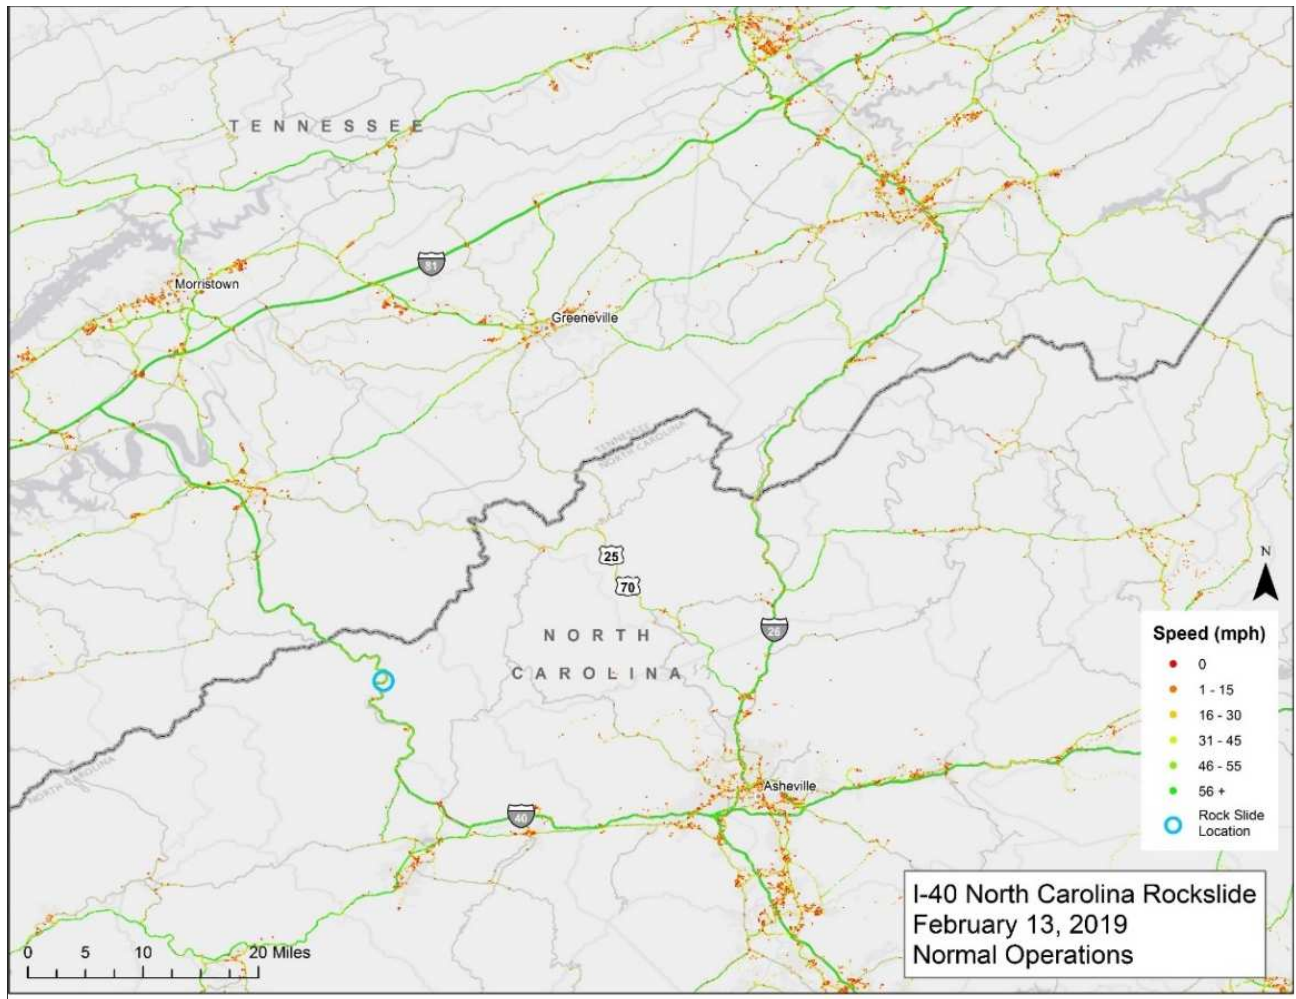 TENNESSEE
81
Morristown
Greeneville
TENNESSEE
NORTH CAROLINA
25
70
N
NORTH
CAROLINA
26
Speed (mph)
0
1 - 15
16 - 30
31 - 45
46 - 55
56 +
Rock Slide
Location
NORTH CAROLINA
Asheville
40
I-40 North Carolina Rockslide
February 13, 2019
Normal Operations
0 5 10 20 Miles